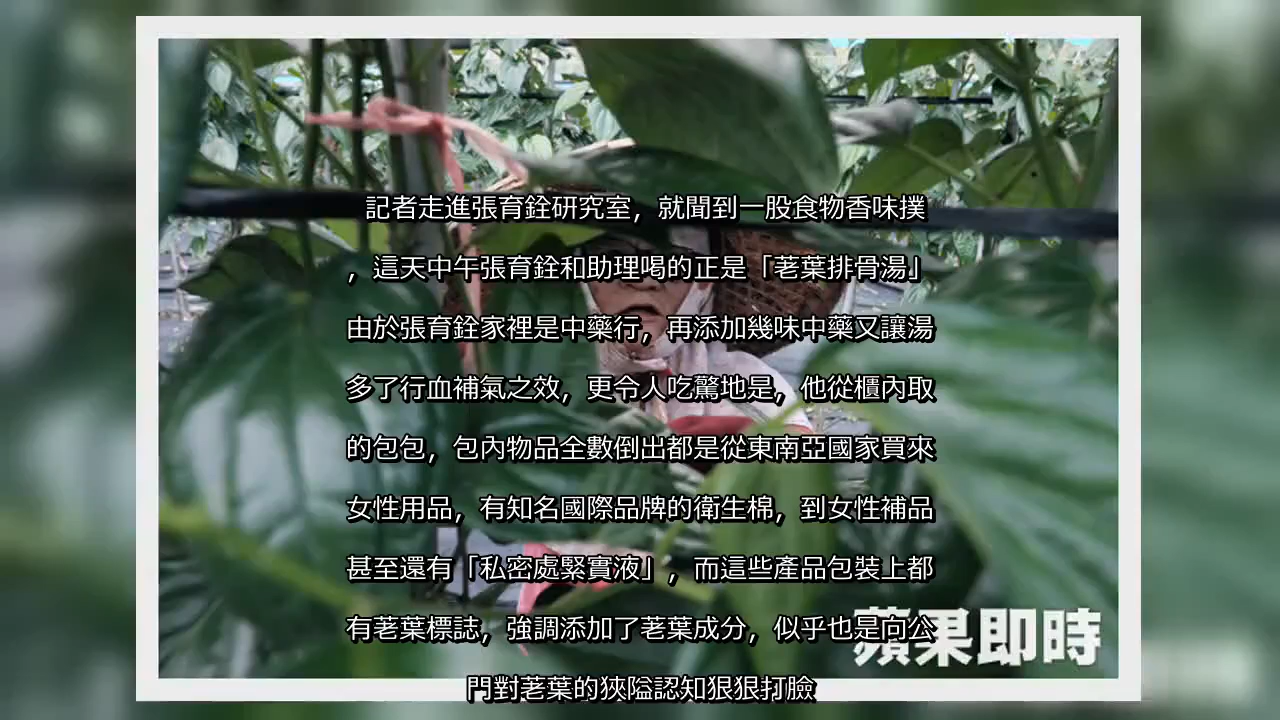 記者走進張育銓研究室，就聞到一股食物香味撲
，這天中午張育銓和助理喝的正是「荖葉排骨湯」
由於張育銓家裡是中藥行，再添加幾味中藥又讓湯
多了行血補氣之效，更令人吃驚地是，他從櫃內取
的包包，包內物品全數倒出都是從東南亞國家買來
女性用品，有知名國際品牌的衛生棉，到女性補品
甚至還有「私密處緊實液」，而這些產品包裝上都
有荖葉標誌，強調添加了荖葉成分，似乎也是向公
蘋果即時
門對荖葉的狹隘認知狠狠打臉